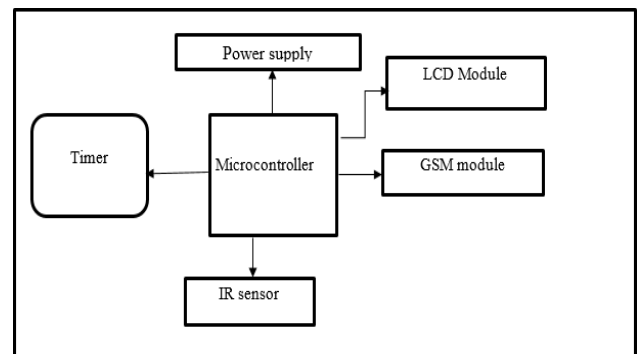 Power supply
LCD Module
Timer
Microcontroller
GSM module
IR sensor